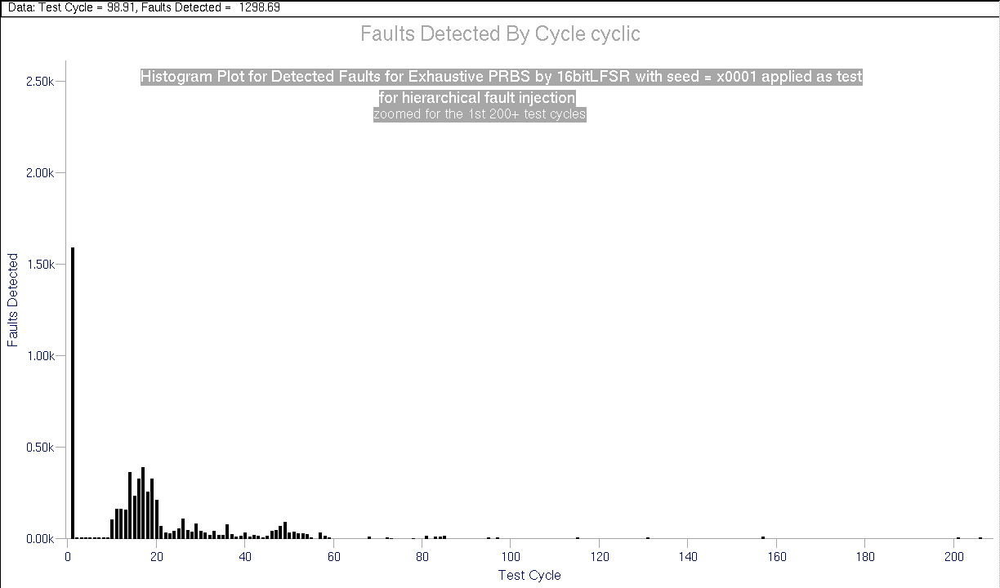 Data: Test Cycle = 98.91, Faults Detected = 1298.69
Faults Detected By Cycle cyclic
Histogram Plot for Detected Faults for Exhaustive PRBS by 16bitLFSR with seed = x0001 applied as test
for hierarchical fault injection
zoomed for the 1st 200+ test cycles
2.50k
2.00k
1.50k
1.00k
0.50k
0.00k
Faults Detected
0 20 40 60 80 100 120 140 160 180 200
Test Cycle